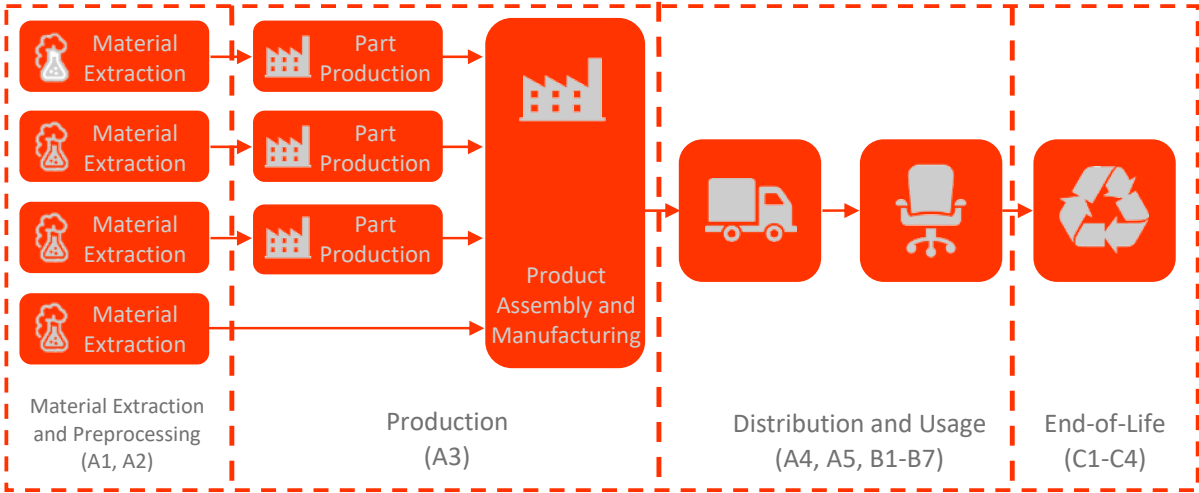 Material
Extraction
Part
Production
Material
Extraction
Part
Production
Material
Extraction
Part
Production
Material
Extraction
Product
Assembly and
Manufacturing
Material Extraction
and Preprocessing
(A1, A2)
Production
(A3)
Distribution and Usage
(A4, A5, B1-B7)
End-of-Life
(C1-C4)